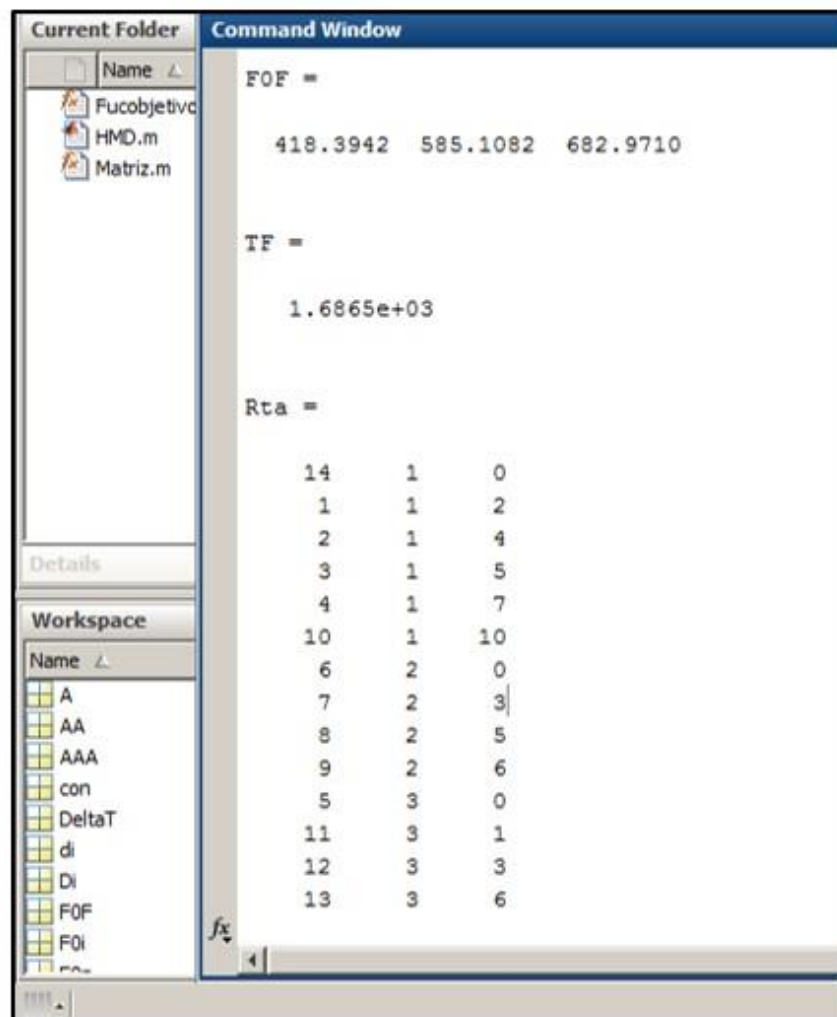 Current Folder
Name
Fucobjetivo
HMD.m
Matriz.m
Details
Workspace
Name
A
AA
AAA
con
DeltaT
di
Di
F0F
F0i
Command Window
F0F =
418.3942 585.1082 682.9710
TF =
1.6865e+03
Rta =
14 1 0
1 1 2
2 1 4
3 1 5
4 1 7
10 1 10
6 2 0
7 2 3
8 2 5
9 2 6
5 3 0
11 3 1
12 3 3
13 3 6
fx